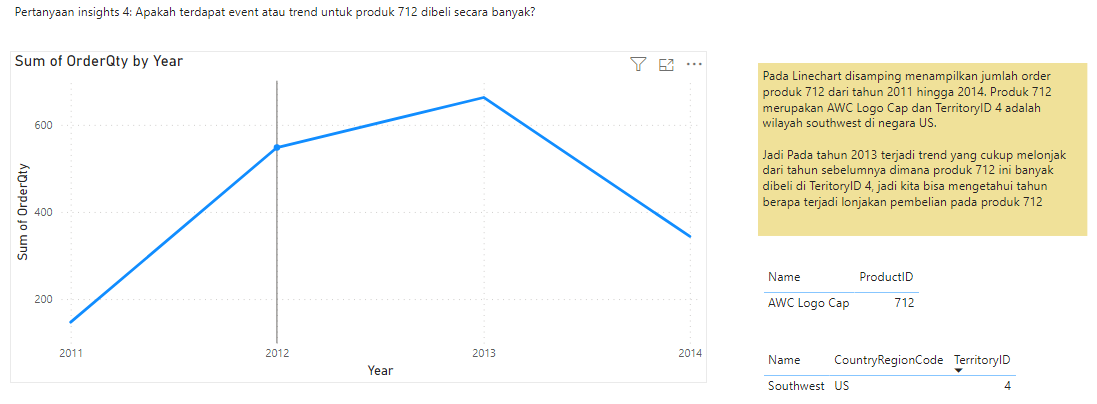 Pertanyaan insights 4: Apakah terdapat event atau trend untuk produk 712 dibeli secara banyak?
Sum of OrderQty by Year
600
400
200
Sum of OrderQty
2011
2012
2013
2014
Year
Pada Linechart disamping menampilkan jumlah order
produk 712 dari tahun 2011 hingga 2014. Produk 712
merupakan AWC Logo Cap dan TerritoryID 4 adalah
wilayah southwest di negara US.
Jadi Pada tahun 2013 terjadi trend yang cukup melonjak
dari tahun sebelumnya dimana produk 712 ini banyak
dibeli di TeritoryID 4, jadi kita bisa mengetahui tahun
berapa terjadi lonjakan pembelian pada produk 712
Name ProductID
AWC Logo Cap 712
Name CountryRegionCode TerritoryID
Southwest US 4